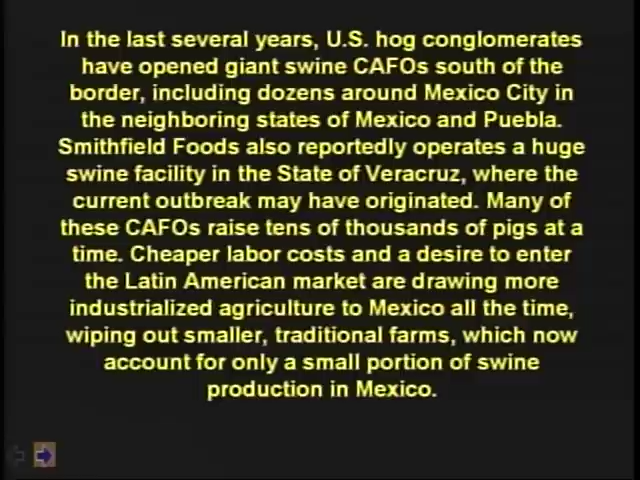 In the last several years, U.S. hog conglomerates
have opened giant swine CAFOs south of the
border, including dozens around Mexico City in
the neighboring states of Mexico and Puebla.
Smithfield Foods also reportedly operates a huge
swine facility in the State of Veracruz, where the
current outbreak may have originated. Many of
these CAFOs raise tens of thousands of pigs at a
time. Cheaper labor costs and a desire to enter
the Latin American market are drawing more
industrialized agriculture to Mexico all the time,
wiping out smaller, traditional farms, which now
account for only a small portion of swine
production in Mexico.